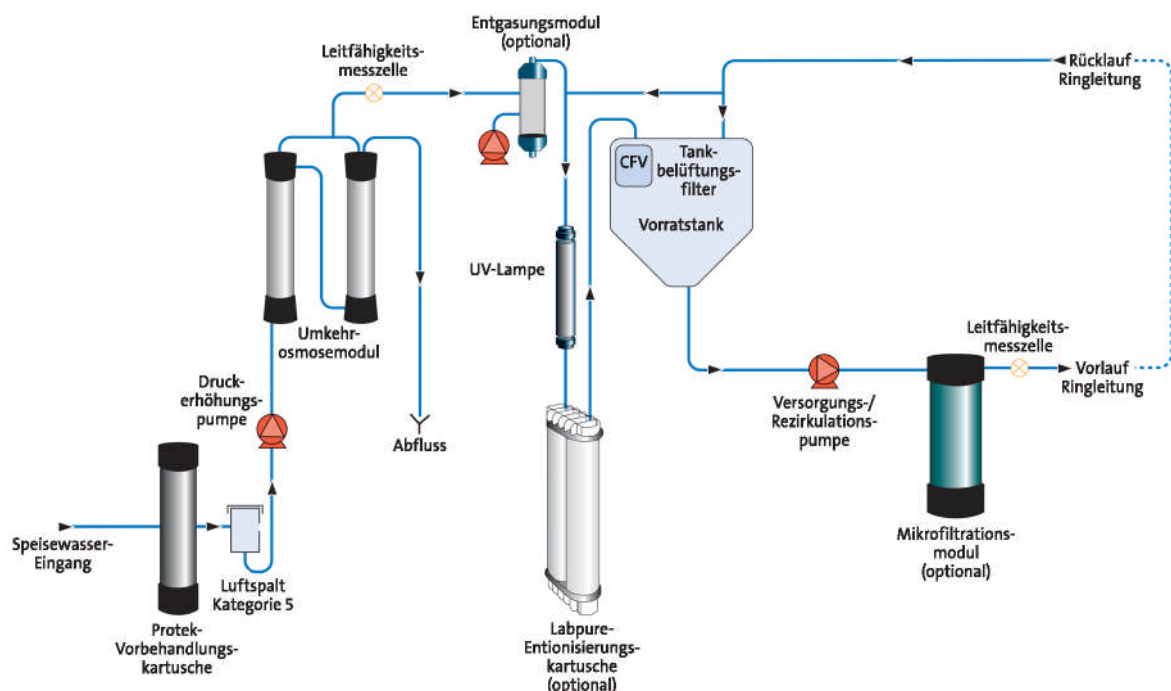 Entgasungsmodul
(optional)
Leitfähigkeits-
messzelle
Rücklauf
Ringleitung
CFV
Tank-
belüftungs-
filter
Vorratstank
UV-Lampe
Umkehr-
osmosemodul
Leitfähigkeits-
messzelle
Vorlauf
Ringleitung
Druck-
erhöhungs-
pumpe
Versorgungs-/
Rezirkulations-
pumpe
Abfluss
Speisewasser-
Eingang
Mikrofiltrations-
modul
(optional)
Luftspalt
Kategorie 5
Protek-
Vorbehandlungs-
kartusche
Labpure-
Entionisierungs-
kartusche
(optional)